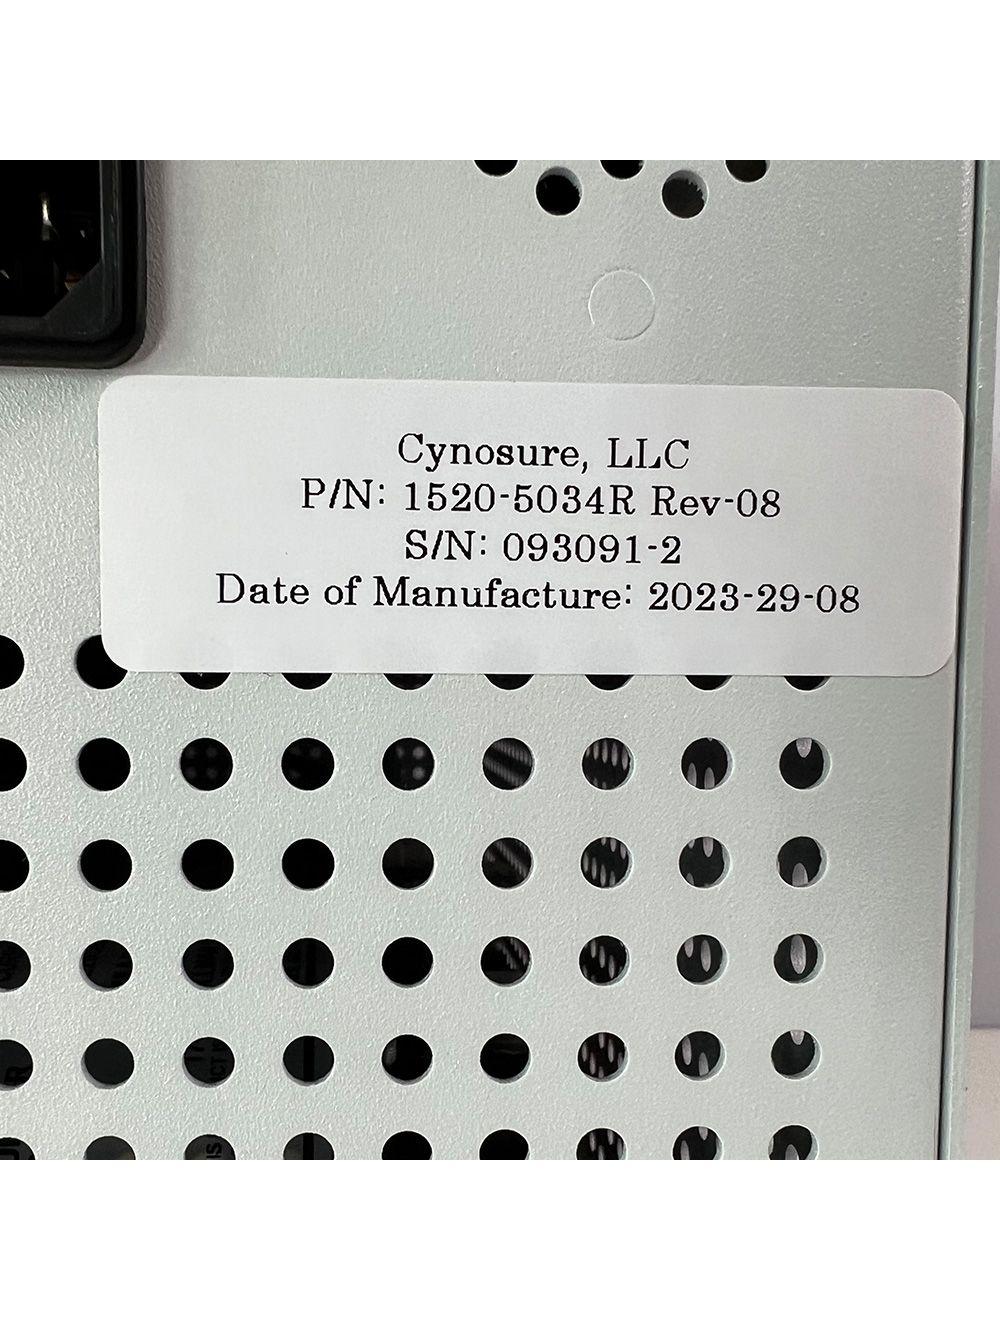 Cynosure, LLC
P/N: 1520-5034R Rev-08
S/N: 093091-2
Date of Manufacture: 2023-29-08